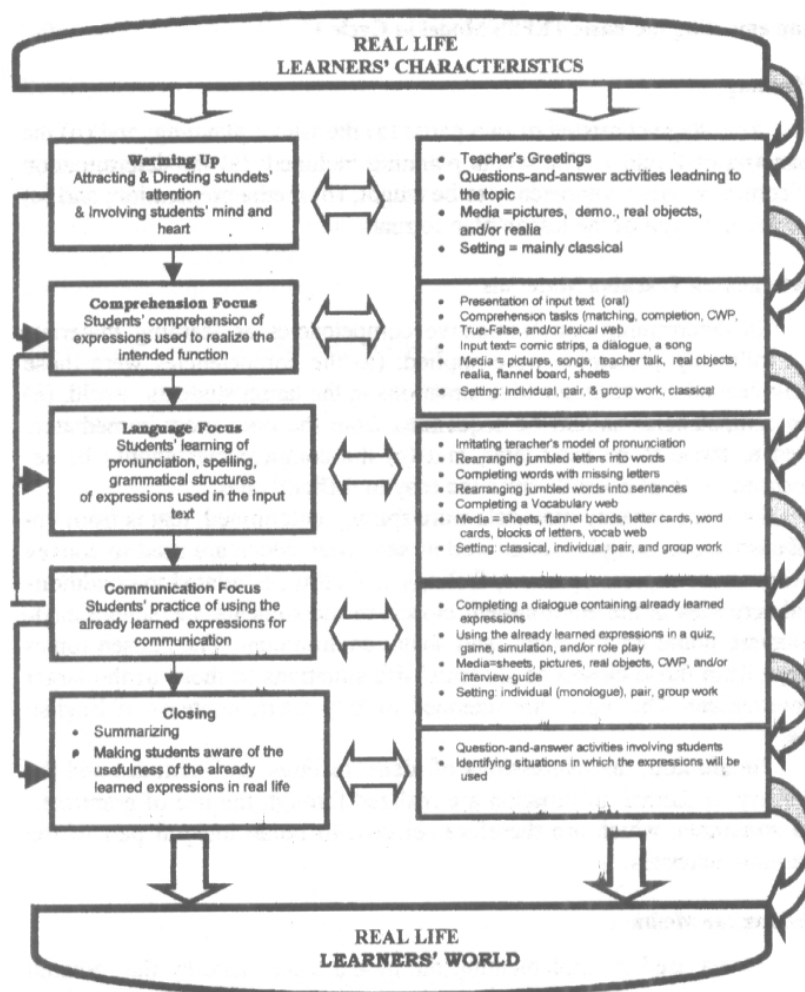 REAL LIFE
LEARNERS' CHARACTERISTICS
Warming Up
Attracting & Directing stundets'
attention
& Involving students' mind and
heart
• Teacher's Greetings
• Questions-and-answer activities leadning to
the topic
• Media =pictures, demo., real objects,
and/or realia
• Setting = mainly classical
Comprehension Focus
Students' comprehension of
expressions used to realize the
intended function
• Presentation of input text (oral)
• Comprehension tasks (matching, completion, CWP,
True-False, and/or lexical web
• Input text= comic strips, a dialogue, a song
• Media = pictures, songs, teacher talk, real objects,
realia, flannel board, sheets
• Setting: individual, pair, & group work, classical
Language Focus
Students' learning of
pronunciation, spelling,
grammatical structures
of expressions used in the input
text
• Imitating teracher's model of pronunciation
• Rearranging jumbled letters into words
• Completing words with missing letters
• Rearranging jumbled words into sentences
• Completing a Vocabulary web
• Media = sheets, flannel boards, letter cards, word
cards, blocks of letters, vocab web
• Setting: classical, individual, pair, and group work
Communication Focus
Students' practice of using the
already learned expressions for
communication
• Completing a dialogue containing already learned
expressions
• Using the already learned expressions in a quiz,
game, simulation, and/or role play
• Media=sheets, pictures, real objects, CWP, and/or
interview guide
• Setting: individual (monologue), pair, group work
Closing
• Summarizing
• Making students aware of the
usefulness of the already
learned expressions in real life
• Question-and-answer activities involving students
• Identifying situations in which the expressions will be
used
REAL LIFE
LEARNERS' WORLD